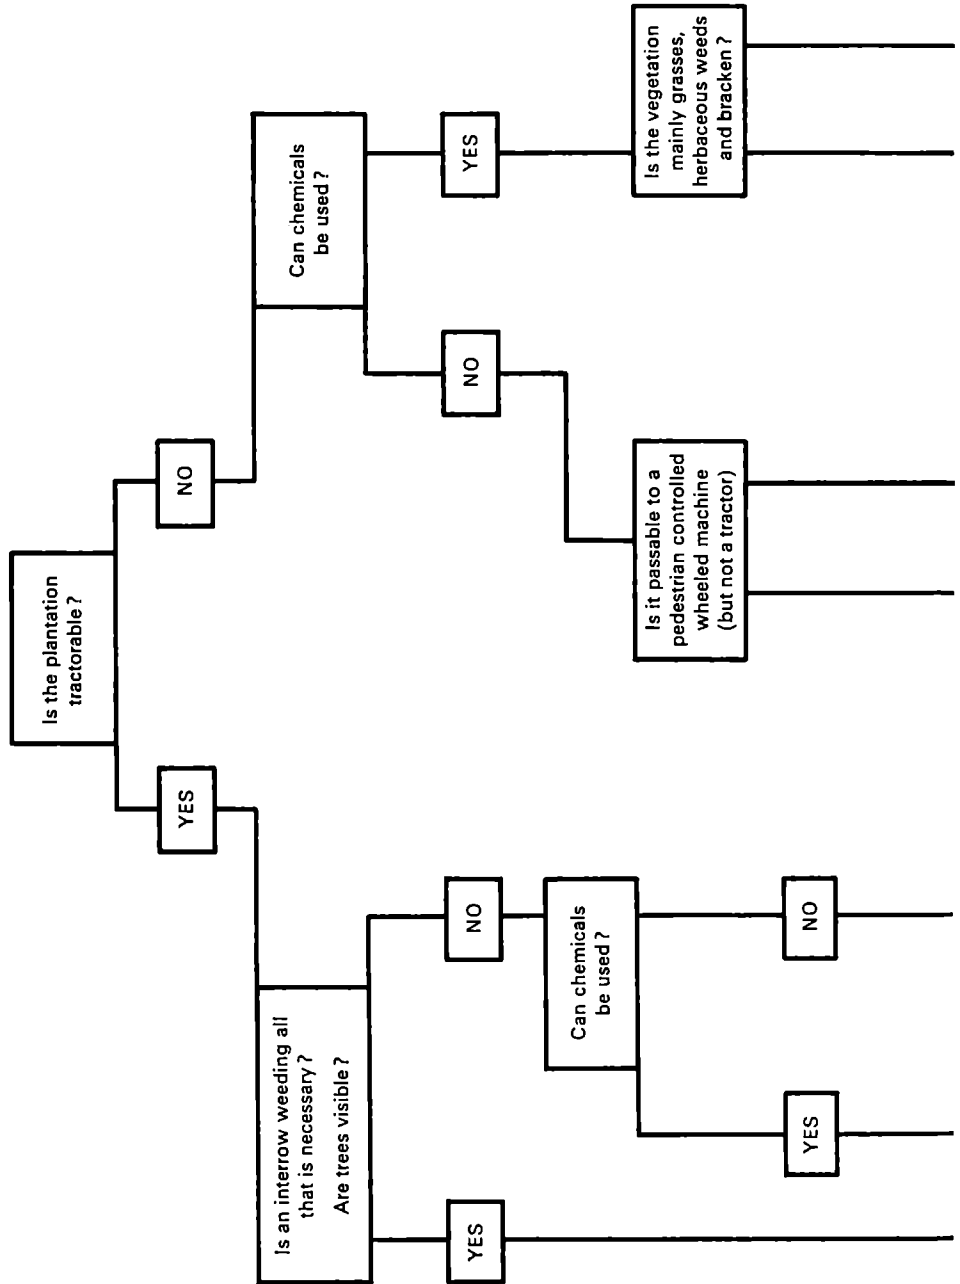 Is the plantation
tractorable?
YES
NO
Is an interrow weeding all
that is necessary?
Are trees visible?
Can chemicals
be used?
YES
NO
NO
YES
Can chemicals
be used?
Is it passable to a
pedestrian controlled
wheeled machine
(but not a tractor)
Is the vegetation
mainly grasses,
herbaceous weeds
and bracken?
YES
NO